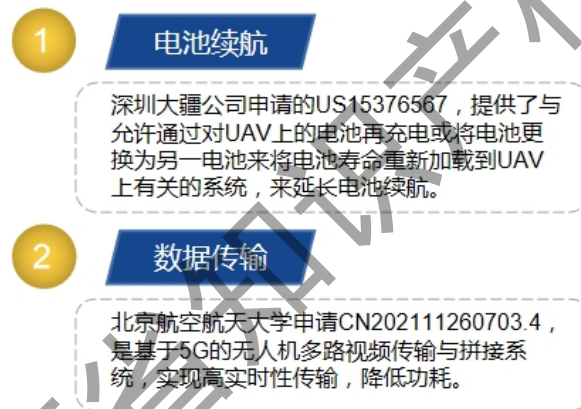 1
电池续航
深圳大疆公司申请的US15376567，提供了与
允许通过对UAV上的电池再充电或将电池更
换为另一电池来将电池寿命重新加载到UAV
上有关的系统，来延长电池续航。
2
数据传输
北京航空航天大学申请CN202111260703.4，
是基于5G的无人机多路视频传输与拼接系
统，实现高实时性传输，降低功耗。
省知识产权